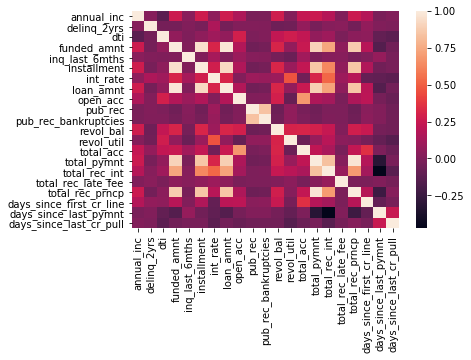 annual_inc
delinq_2yrs
dti
funded_amnt
inq_last_6mths
installment
int_rate
loan_amnt
open_acc
pub_rec
pub_rec_bankruptcies
revol_bal
revol_util
total_acc
total_pymnt
total_rec_int
total_rec_late_fee
total_rec_prncp
days_since_first_cr_line
days_since_last_pymnt
days_since_last_cr_pull
annual_inc
delinq_2yrs
dti
funded_amnt
inq_last_6mths
installment
int_rate
loan_amnt
open_acc
pub_rec
pub_rec_bankruptcies
revol_bal
revol_util
total_acc
total_pymnt
total_rec_int
total_rec_late_fee
total_rec_prncp
days_since_first_cr_line
days_since_last_pymnt
days_since_last_cr_pull
1.00
0.75
0.50
0.25
0.00
−0.25